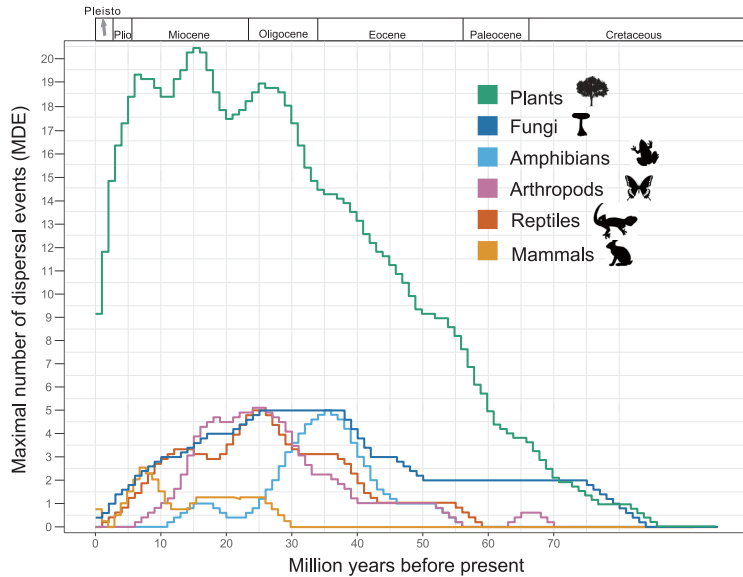 Pleisto
Plio Miocene Oligocene Eocene Paleocene Cretaceous
Maximal number of dispersal events (MDE)
20
19
18
17
16
15
14
13
12
11
10
9
8
7
6
5
4
3
2
1
0
Plants
Fungi
Amphibians
Arthropods
Reptiles
Mammals
0 10 20 30 40 50 60 70
Million years before present